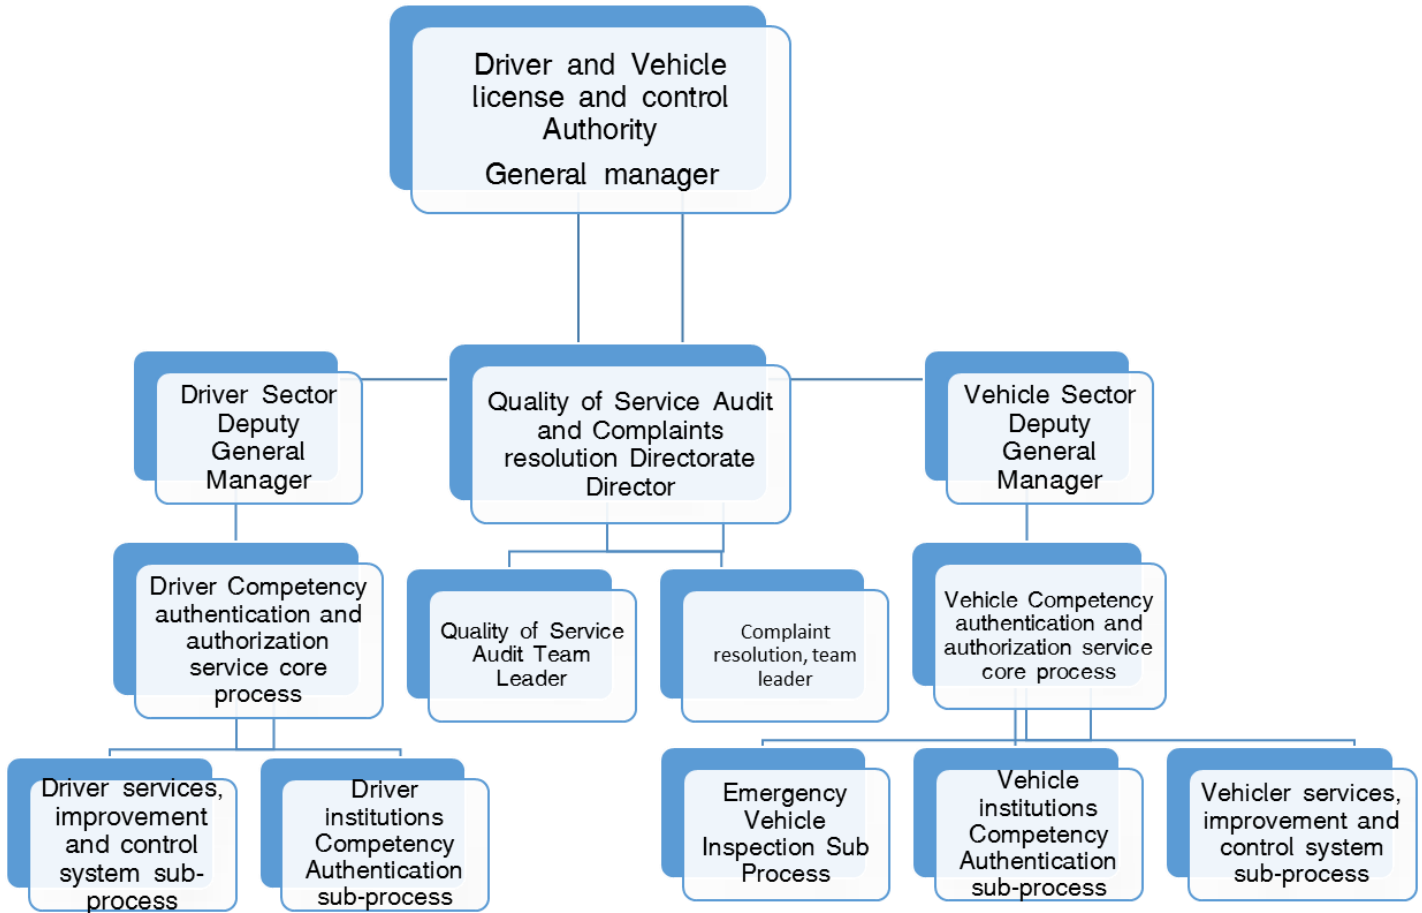 Driver and Vehicle
license and control
Authority
General manager
Driver Sector
Deputy
General
Manager
Quality of Service Audit
and Complaints
resolution Directorate
Director
Vehicle Sector
Deputy
General
Manager
Driver Competency
authentication and
authorization
service core
process
Quality of Service
Audit Team
Leader
Complaint
resolution, team
leader
Vehicle Competency
authentication and
authorization service
core process
Driver services,
improvement
and control
system sub-
process
Driver
institutions
Competency
Authentication
sub-process
Emergency
Vehicle
Inspection Sub
Process
Vehicle
institutions
Competency
Authentication
sub-process
Vehicler services,
improvement and
control system
sub-process